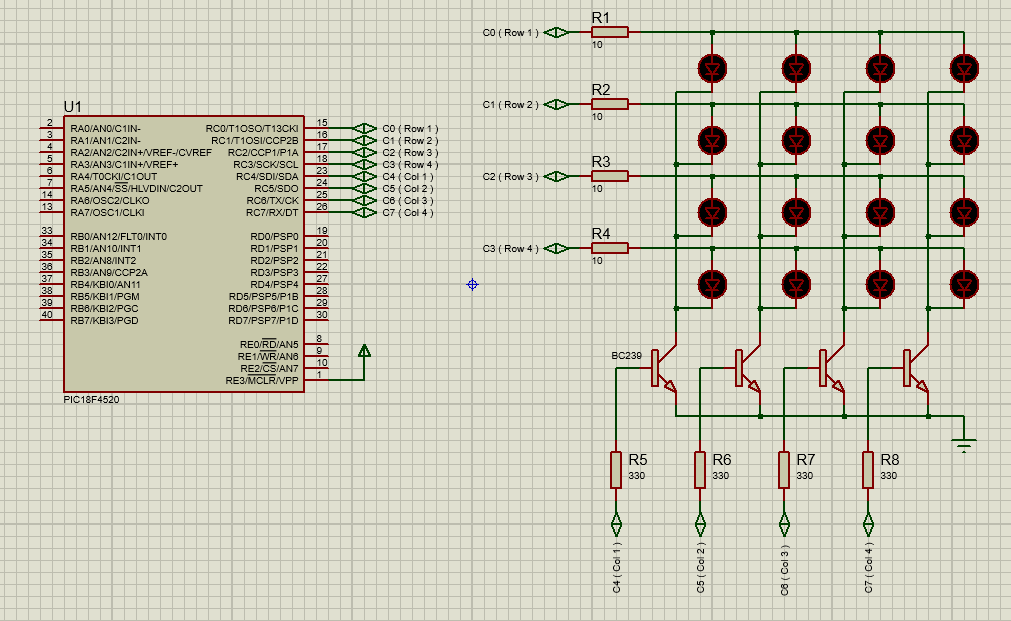 U1
2 RA0/AN0/C1IN- RC0/T1OSO/T13CKI 15 C0 ( Row 1 )
3 RA1/AN1/C2IN- RC1/T1OSI/CCP2B 16 C1 ( Row 2 )
4 RA2/AN2/C2IN+/VREF-/CVREF RC2/CCP1/P1A 17 C2 ( Row 3 )
5 RA3/AN3/C1IN+/VREF+ RC3/SCK/SCL 18 C3 ( Row 4 )
6 RA4/T0CKI/C1OUT RC4/SDI/SDA 23 C4 ( Col 1 )
7 RA5/AN4/SS/HLVDIN/C2OUT RC5/SDO 24 C5 ( Col 2 )
14 RA6/OSC2/CLKO RC6/TX/CK 25 C6 ( Col 3 )
13 RA7/OSC1/CLKI RC7/RX/DT 26 C7 ( Col 4 )
33 RB0/AN12/FLT0/INT0 RD0/PSP0 19
34 RB1/AN10/INT1 RD1/PSP1 20
35 RB2/AN8/INT2 RD2/PSP2 21
36 RB3/AN9/CCP2A RD3/PSP3 22
37 RB4/KBI0/AN11 RD4/PSP4 27
38 RB5/KBI1/PGM RD5/PSP5/P1B 28
39 RB6/KBI2/PGC RD6/PSP6/P1C 29
40 RB7/KBI3/PGD RD7/PSP7/P1D 30
RE0/RD/AN5 8
RE1/WR/AN6 9
RE2/CS/AN7 10
RE3/MCLR/VPP 1
PIC18F4520
R1
C0 ( Row 1 )
10
R2
C1 ( Row 2 )
10
R3
C2 ( Row 3 )
10
R4
C3 ( Row 4 )
10
BC239
R5 R6 R7 R8
330 330 330 330
C4 ( Col 1 )
C5 ( Col 2 )
C6 ( Col 3 )
C7 ( Col 4 )